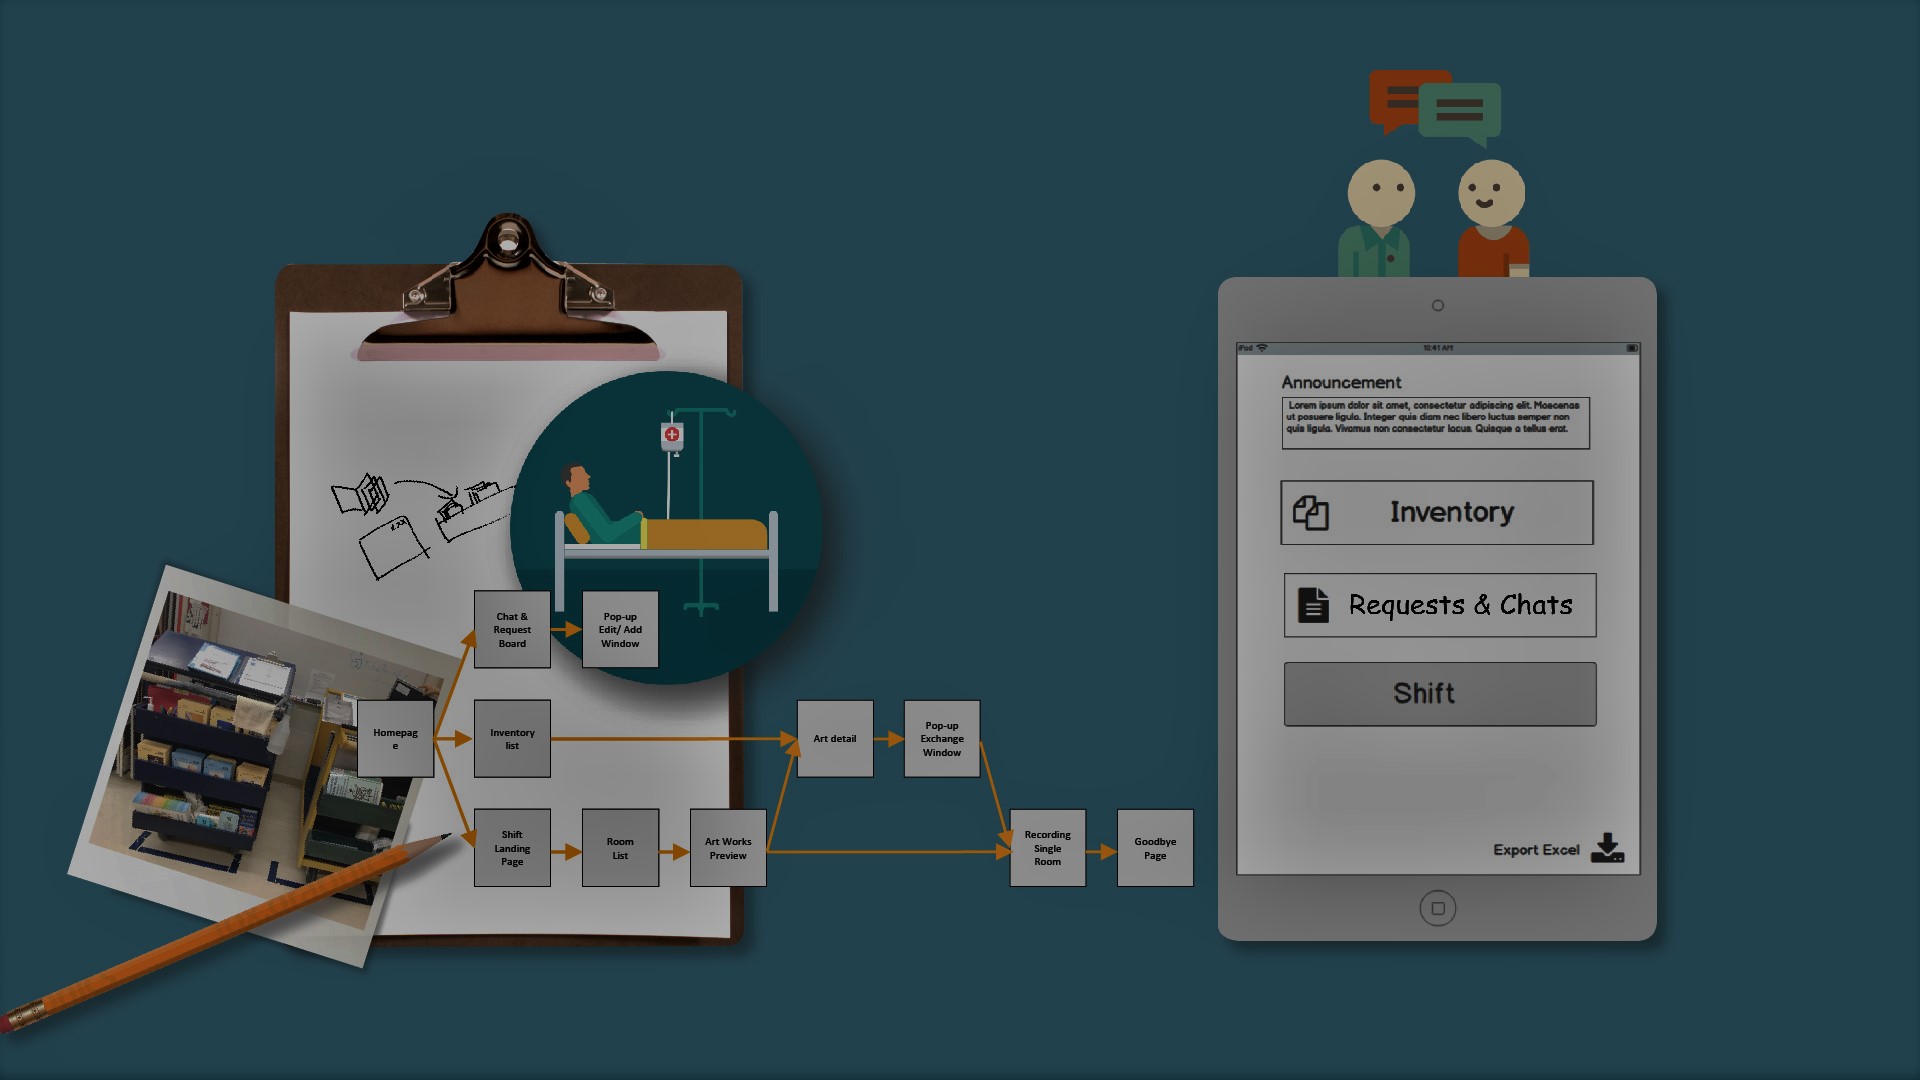 Chat &
Request
Board
Pop-up
Edit/ Add
Window
Homepag
e
Inventory
list
Art detail
Pop-up
Exchange
Window
Shift
Landing
Page
Room
List
Art Works
Preview
Recording
Single
Room
Goodbye
Page
iPod
10:41 AM
Announcement
Lorem ipsum dolor sit amet, consectetur adipiscing elit. Maecenas
ut posuere ligula. Integer quis diam nec libero luctus semper non
quis ligula. Vivamus non consectetur lacus. Quisque a tellus erat.
Inventory
Requests & Chats
Shift
Export Excel